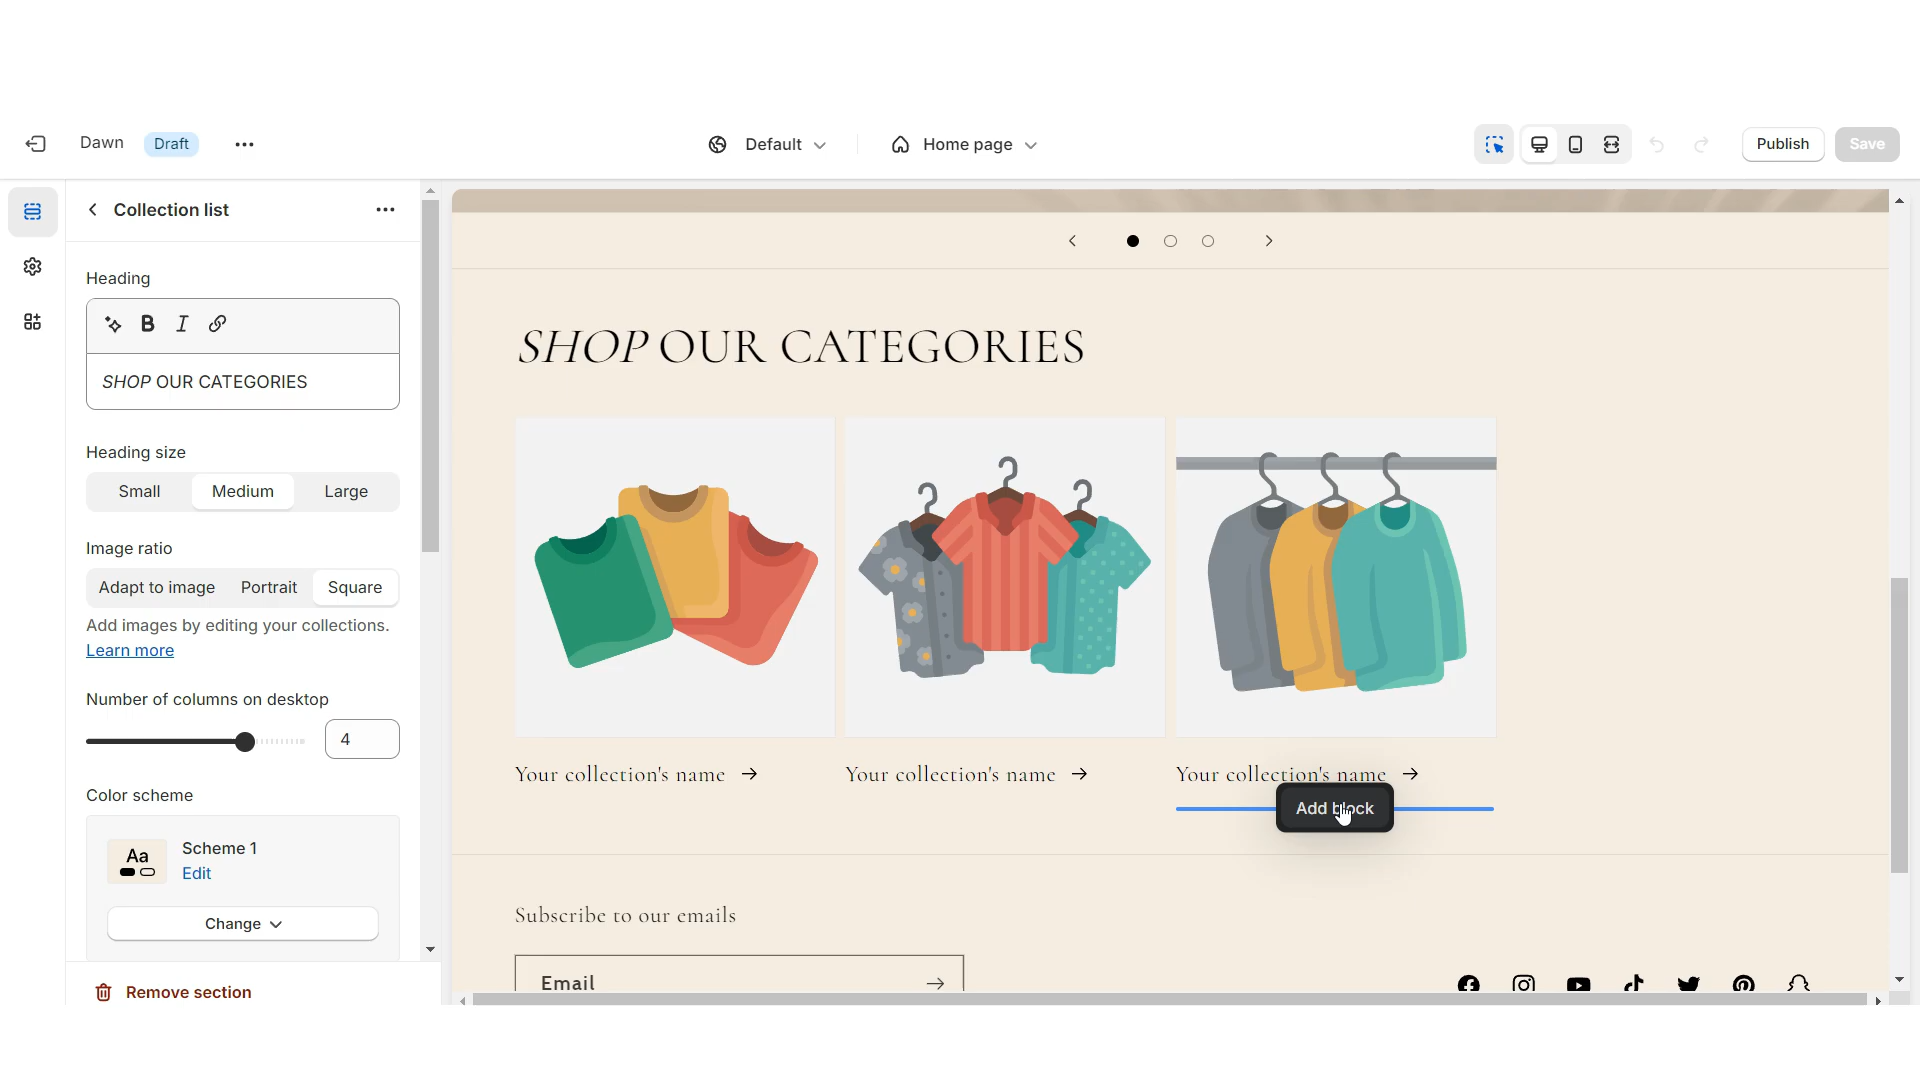 Dawn Draft
Default Home page
Publish Save
Collection list
Heading
SHOP OUR CATEGORIES
Heading size
Small Medium Large
Image ratio
Adapt to image Portrait Square
Add images by editing your collections.
Learn more
Number of columns on desktop
4
Color scheme
Aa
Scheme 1
Edit
Change
Remove section
SHOP OUR CATEGORIES
Your collection's name Your collection's name Your collection's name
Add block
Subscribe to our emails
Email